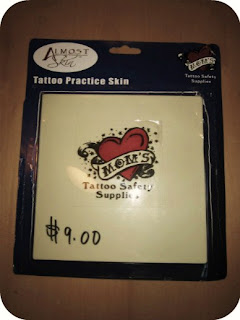 ALMOST
Skin
Tattoo Practice Skin
MOM'S
Tattoo Safety
Supplies
MOM'S
Tattoo Safety
Supplies
$9.00